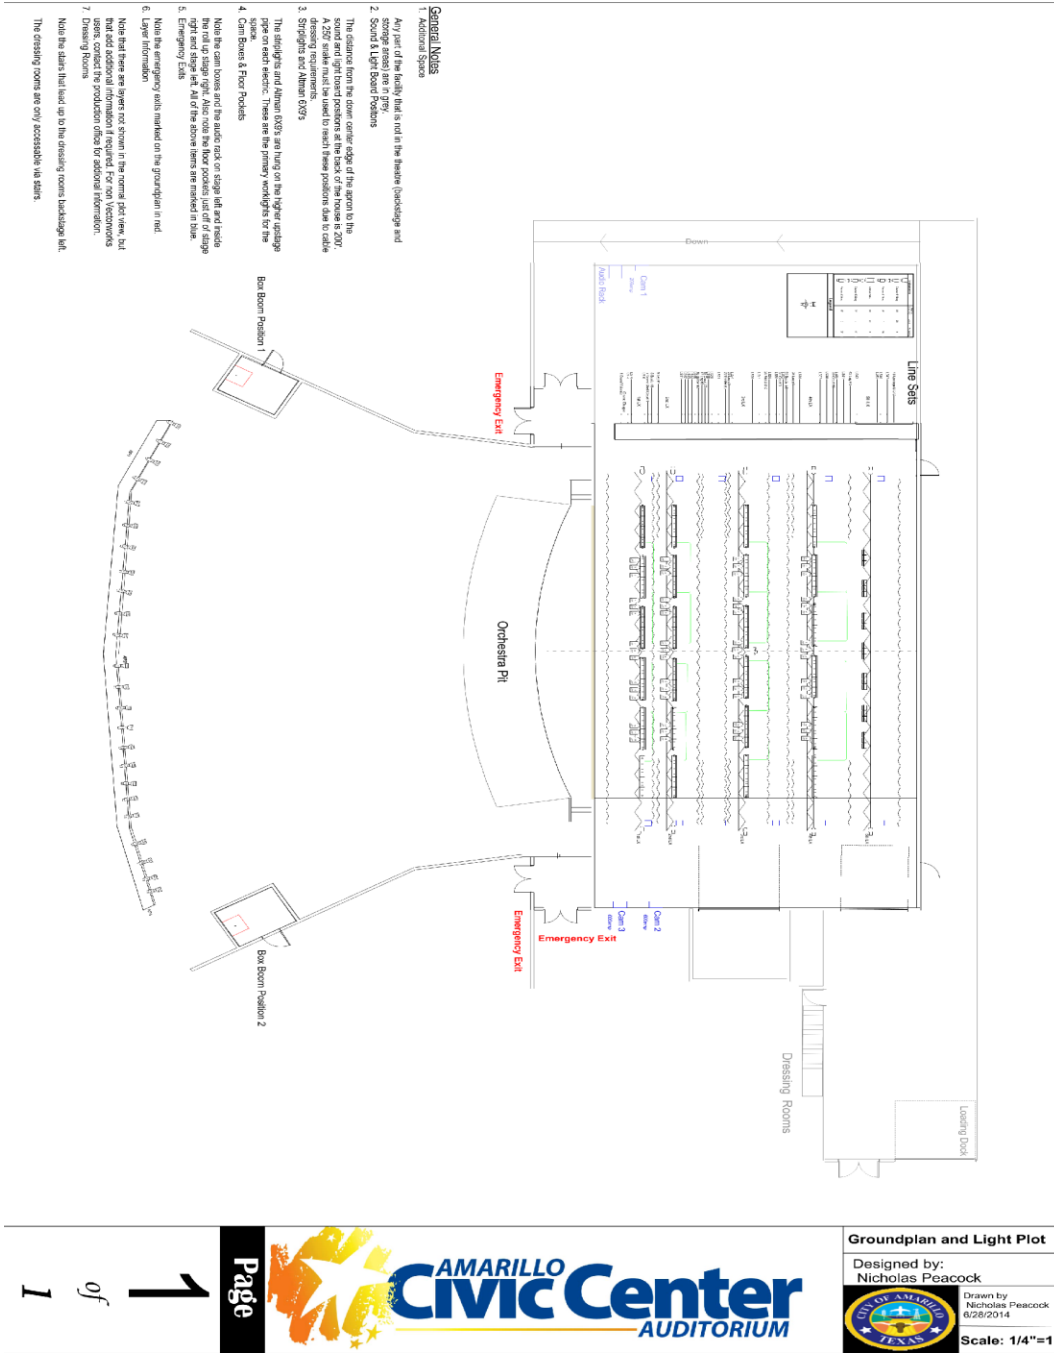 General Notes
1. Additional Space
Any part of the facility that is not in the theatre (backstage and
storage areas) are in grey.
2. Sound & Light Board Positions
The distance from the down center edge of the apron to the
sound and light board positions at the back of the house is 200'.
A 250' snake must be used to reach these positions due to cable
dressing requirements.
3. Striplights and Altman 6X9's
The striplights and Altman 6X9's are hung on the higher upstage
pipe on each electric. These are the primary worklights for the
space.
4. Cam Boxes & Floor Pockets
Note the cam boxes and the audio rack on stage left and inside
the roll up stage right. Also note the floor pockets just off of stage
right and stage left. All of the above items are marked in blue.
5. Emergency Exits
Note the emergency exits marked on the groundplan in red.
6. Layer Information
Note that there are layers not shown in the normal plot view, but
that add additional information if required. For non Vectorworks
users, contact the production office for addional information.
7. Dressing Rooms
Note the stairs that lead up to the dressing rooms backstage left.
The dressing rooms are only accessable via stairs.
Down
Cam 1
Audio Rack
Legend
Line Sets
Box Boom Position 1
Emergency Exit
Orchestra Pit
Emergency Exit
Emergency Exit
Cam 2
Cam 3
Box Boom Position 2
Dressing Rooms
Loading Dock
Page
1
of
1
AMARILLO
CIVIC Center
AUDITORIUM
Groundplan and Light Plot
Designed by:
Nicholas Peacock
CITY OF AMARILLO
TEXAS
Drawn by
Nicholas Peacock
6/28/2014
Scale: 1/4"=1